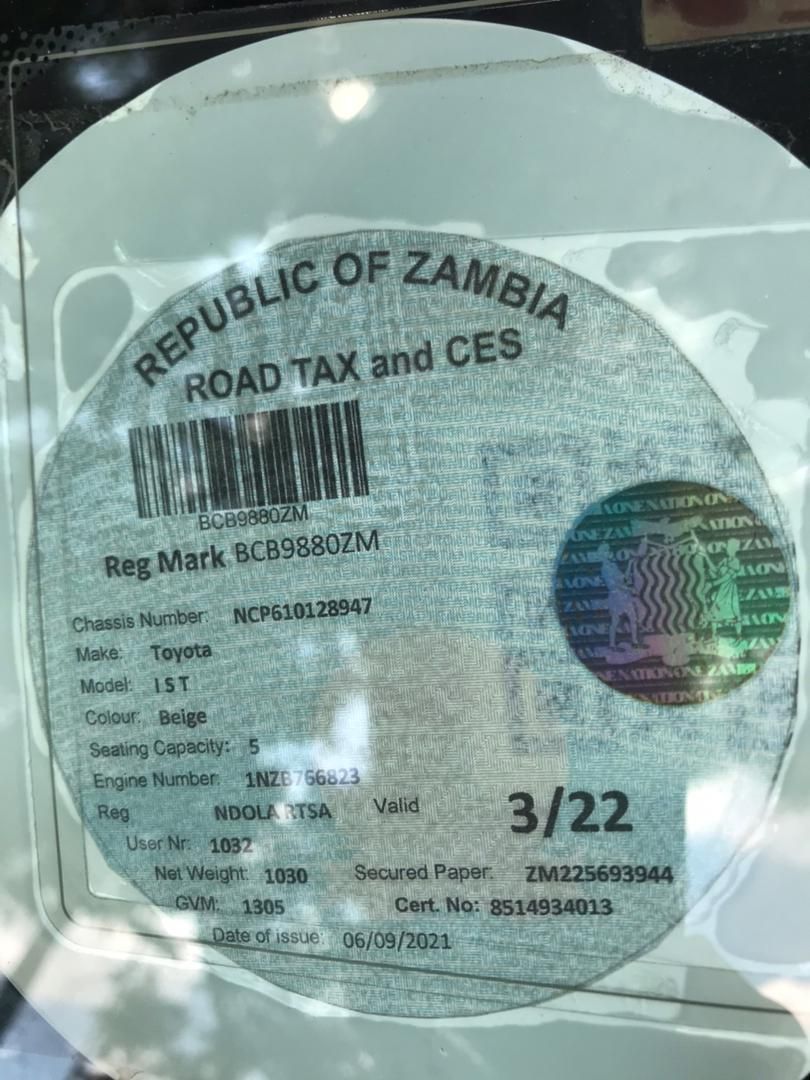 REPUBLIC OF ZAMBIA
ROAD TAX and CES
BCB9880ZM
Reg Mark BCB9880ZM
Chassis Number: NCP610128947
Make: Toyota
Model: I S T
Colour: Beige
Seating Capacity: 5
Engine Number: 1NZB766823
Reg NDOLA RTSA Valid 3/22
User Nr: 1032
Net Weight: 1030 Secured Paper: ZM225693944
GVM: 1305 Cert. No: 8514934013
Date of issue: 06/09/2021